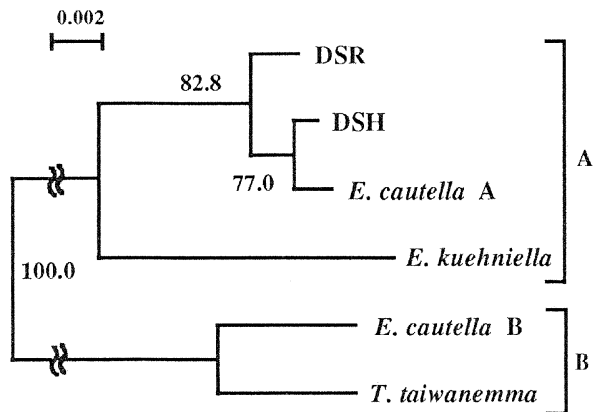 0.002
DSR
82.8
DSH
A
77.0
E. cautella A
E. kuehniella
100.0
E. cautella B
B
T. taiwanemma